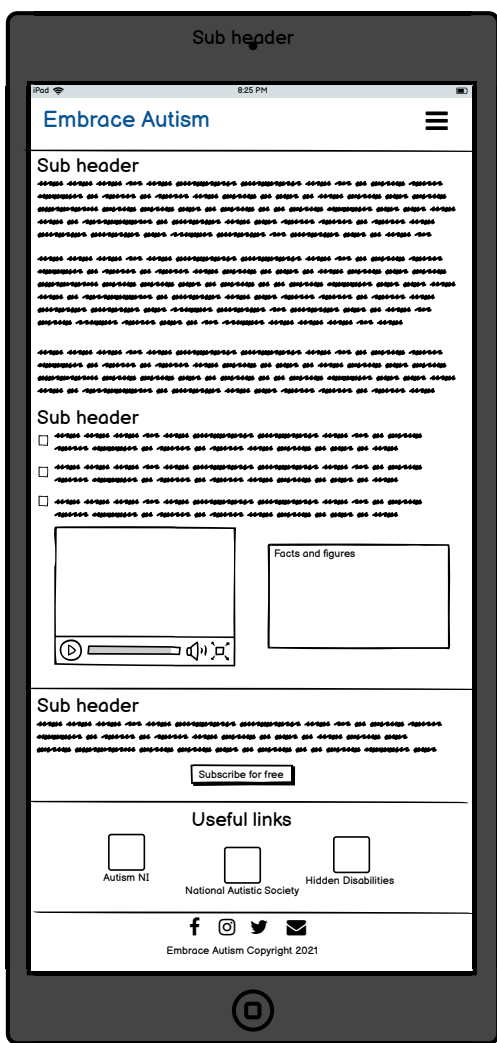 Sub header
iPad 8:25 PM
Embrace Autism
Sub header
Sub header
Facts and figures
Sub header
Subscribe for free
Useful links
Autism NI
National Autistic Society
Hidden Disabilities
Embrace Autism Copyright 2021